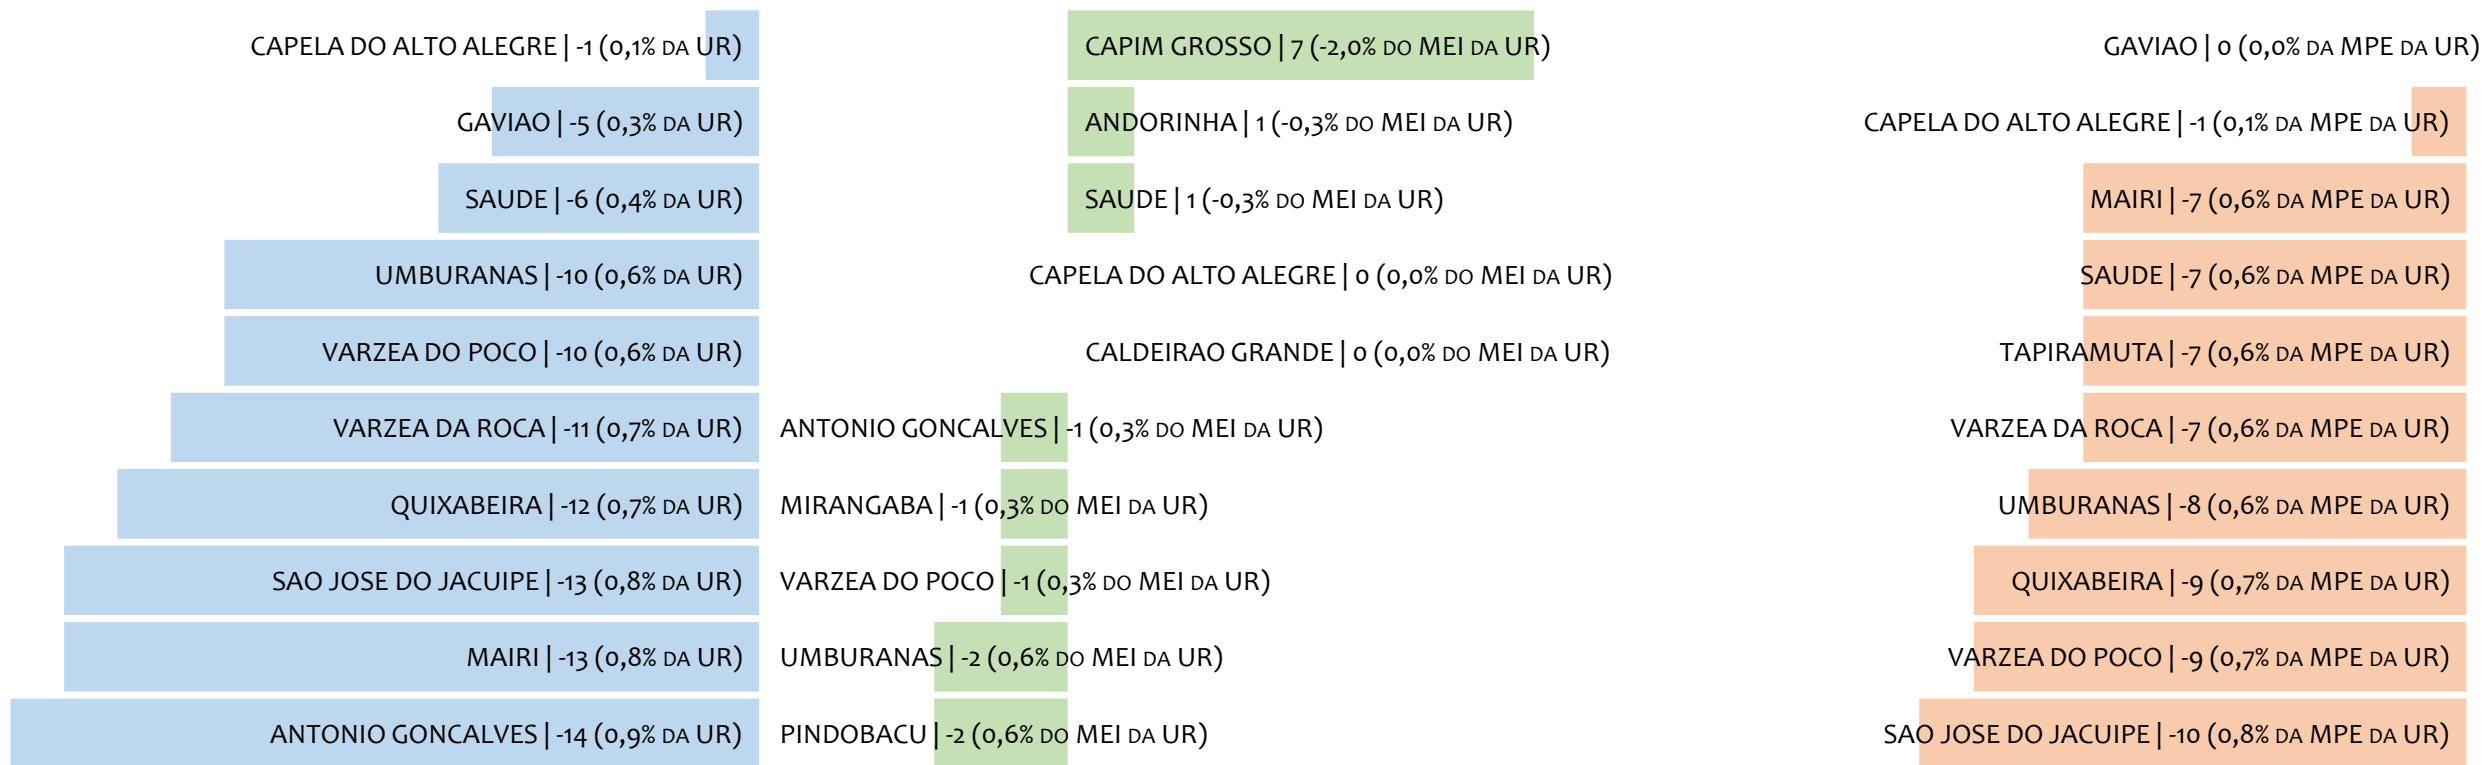 CAPELA DO ALTO ALEGRE | -1 (0,1% DA UR)
GAVIAO | -5 (0,3% DA UR)
SAUDE | -6 (0,4% DA UR)
UMBURANAS | -10 (0,6% DA UR)
VARZEA DO POCO | -10 (0,6% DA UR)
VARZEA DA ROCA | -11 (0,7% DA UR)
QUIXABEIRA | -12 (0,7% DA UR)
SAO JOSE DO JACUIPE | -13 (0,8% DA UR)
MAIRI | -13 (0,8% DA UR)
ANTONIO GONCALVES | -14 (0,9% DA UR)
CAPIM GROSSO | 7 (-2,0% DO MEI DA UR)
ANDORINHA | 1 (-0,3% DO MEI DA UR)
SAUDE | 1 (-0,3% DO MEI DA UR)
CAPELA DO ALTO ALEGRE | 0 (0,0% DO MEI DA UR)
CALDEIRAO GRANDE | 0 (0,0% DO MEI DA UR)
ANTONIO GONCALVES | -1 (0,3% DO MEI DA UR)
MIRANGABA | -1 (0,3% DO MEI DA UR)
VARZEA DO POCO | -1 (0,3% DO MEI DA UR)
UMBURANAS | -2 (0,6% DO MEI DA UR)
PINDOBACU | -2 (0,6% DO MEI DA UR)
GAVIAO | 0 (0,0% DA MPE DA UR)
CAPELA DO ALTO ALEGRE | -1 (0,1% DA MPE DA UR)
MAIRI | -7 (0,6% DA MPE DA UR)
SAUDE | -7 (0,6% DA MPE DA UR)
TAPIRAMUTA | -7 (0,6% DA MPE DA UR)
VARZEA DA ROCA | -7 (0,6% DA MPE DA UR)
UMBURANAS | -8 (0,6% DA MPE DA UR)
QUIXABEIRA | -9 (0,7% DA MPE DA UR)
VARZEA DO POCO | -9 (0,7% DA MPE DA UR)
SAO JOSE DO JACUIPE | -10 (0,8% DA MPE DA UR)